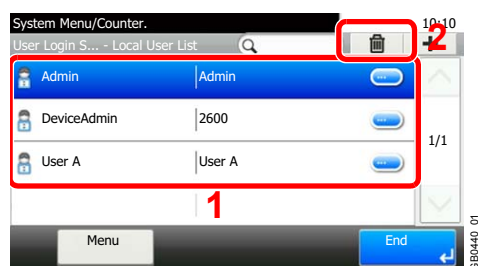 System Menu/Counter. 10:10
User Login S... - Local User List + 2
Admin Admin
DeviceAdmin 2600
1/1
User A User A
1
Menu End
GB0440_01